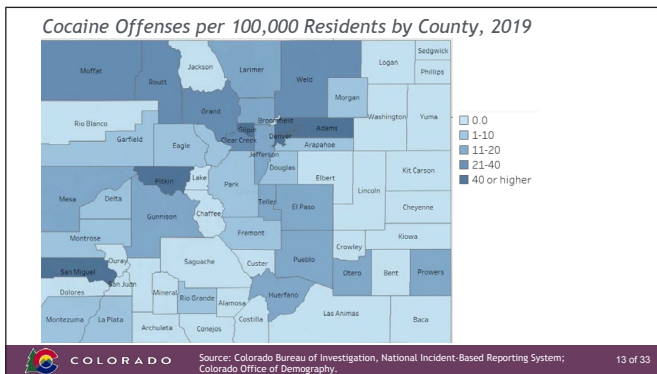 Cocaine Offenses per 100,000 Residents by County, 2019
Sedgwick
Logan
Jackson
Larimer
Phillips
Moffat
Routt
Weld
Morgan
Grand
Washington
Yuma
Rio Blanco
Broomfield
Gilpin
Adams
Denver
Garfield
Clear Creek
Eagle
Arapahoe
Jefferson
Douglas
Elbert
Kit Carson
Pitkin
Lake
Park
Lincoln
Mesa
Delta
Teller
El Paso
Cheyenne
Gunnison
Chaffee
Fremont
Kiowa
Montrose
Crowley
Ouray
Saguache
Custer
Pueblo
San Miguel
Otero
Bent
Prowers
San Juan
Dolores
Mineral
Rio Grande
Huerfano
Alamosa
Las Animas
Montezuma
La Plata
Costilla
Baca
Archuleta
Conejos
0.0
1-10
11-20
21-40
40 or higher
COLORADO
Source: Colorado Bureau of Investigation, National Incident-Based Reporting System;
Colorado Office of Demography.
13 of 33